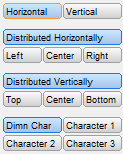 Horizontal Vertical
Distributed Horizontally
Left Center Right
Distributed Vertically
Top Center Bottom
Dimn Char Character 1
Character 2 Character 3